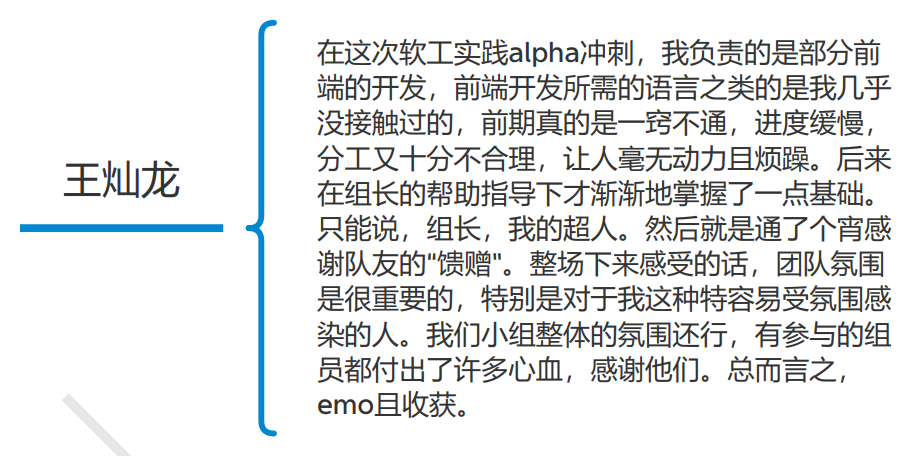 王灿龙
在这次软工实践alpha冲刺，我负责的是部分前
端的开发，前端开发所需的语言之类的是我几乎
没接触过的，前期真的是一窍不通，进度缓慢，
分工又十分不合理，让人毫无动力且烦躁。后来
在组长的帮助指导下才渐渐地掌握了一点基础。
只能说，组长，我的超人。然后就是通了个宵感
谢队友的"馈赠"。整场下来感受的话，团队氛围
是很重要的，特别是对于我这种特容易受氛围感
染的人。我们小组整体的氛围还行，有参与的组
员都付出了许多心血，感谢他们。总而言之，
emo且收获。